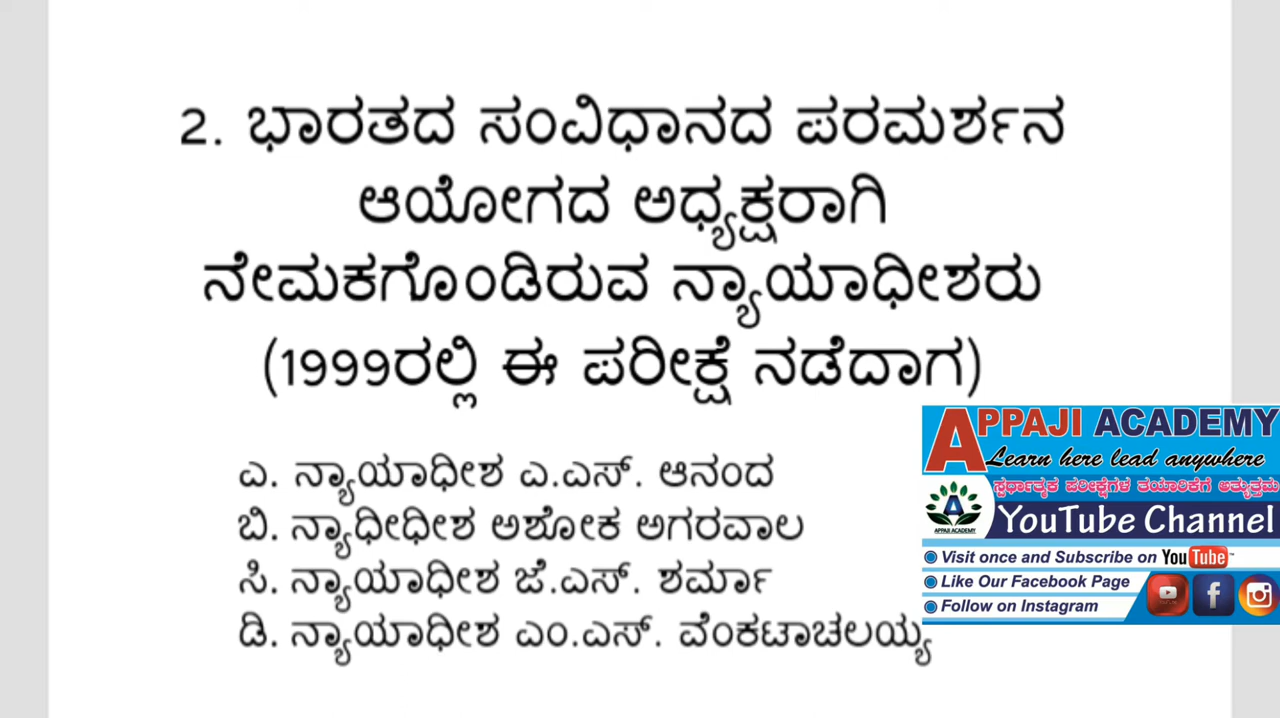 2. ಭಾರತದ ಸಂವಿಧಾನದ ಪರಮರ್ಶನ
ಆಯೋಗದ ಅಧ್ಯಕ್ಷರಾಗಿ
ನೇಮಕಗೊಂಡಿರುವ ನ್ಯಾಯಾಧೀಶರು
(1999ರಲ್ಲಿ ಈ ಪರೀಕ್ಷೆ ನಡೆದಾಗ)
ಎ. ನ್ಯಾಯಾಧೀಶ ಎ.ಎಸ್. ಆನಂದ
ಬಿ. ನ್ಯಾಧೀಧೀಶ ಅಶೋಕ ಅಗರವಾಲ
ಸಿ. ನ್ಯಾಯಾಧೀಶ ಜೆ.ಎಸ್. ಶರ್ಮಾ
ಡಿ. ನ್ಯಾಯಾಧೀಶ ಎಂ.ಎಸ್. ವೆಂಕಟಾಚಲಯ್ಯ
APPAJI ACADEMY
Learn here lead anywhere
ಸ್ಪರ್ಧಾತ್ಮಕ ಪರೀಕ್ಷೆಗಳ ತಯಾರಿಕೆಗೆ ಅತ್ಯುತ್ತಮ
A
APPAJI ACADEMY
YouTube Channel
Visit once and Subscribe on YouTube
Like Our Facebook Page
Follow on Instagram